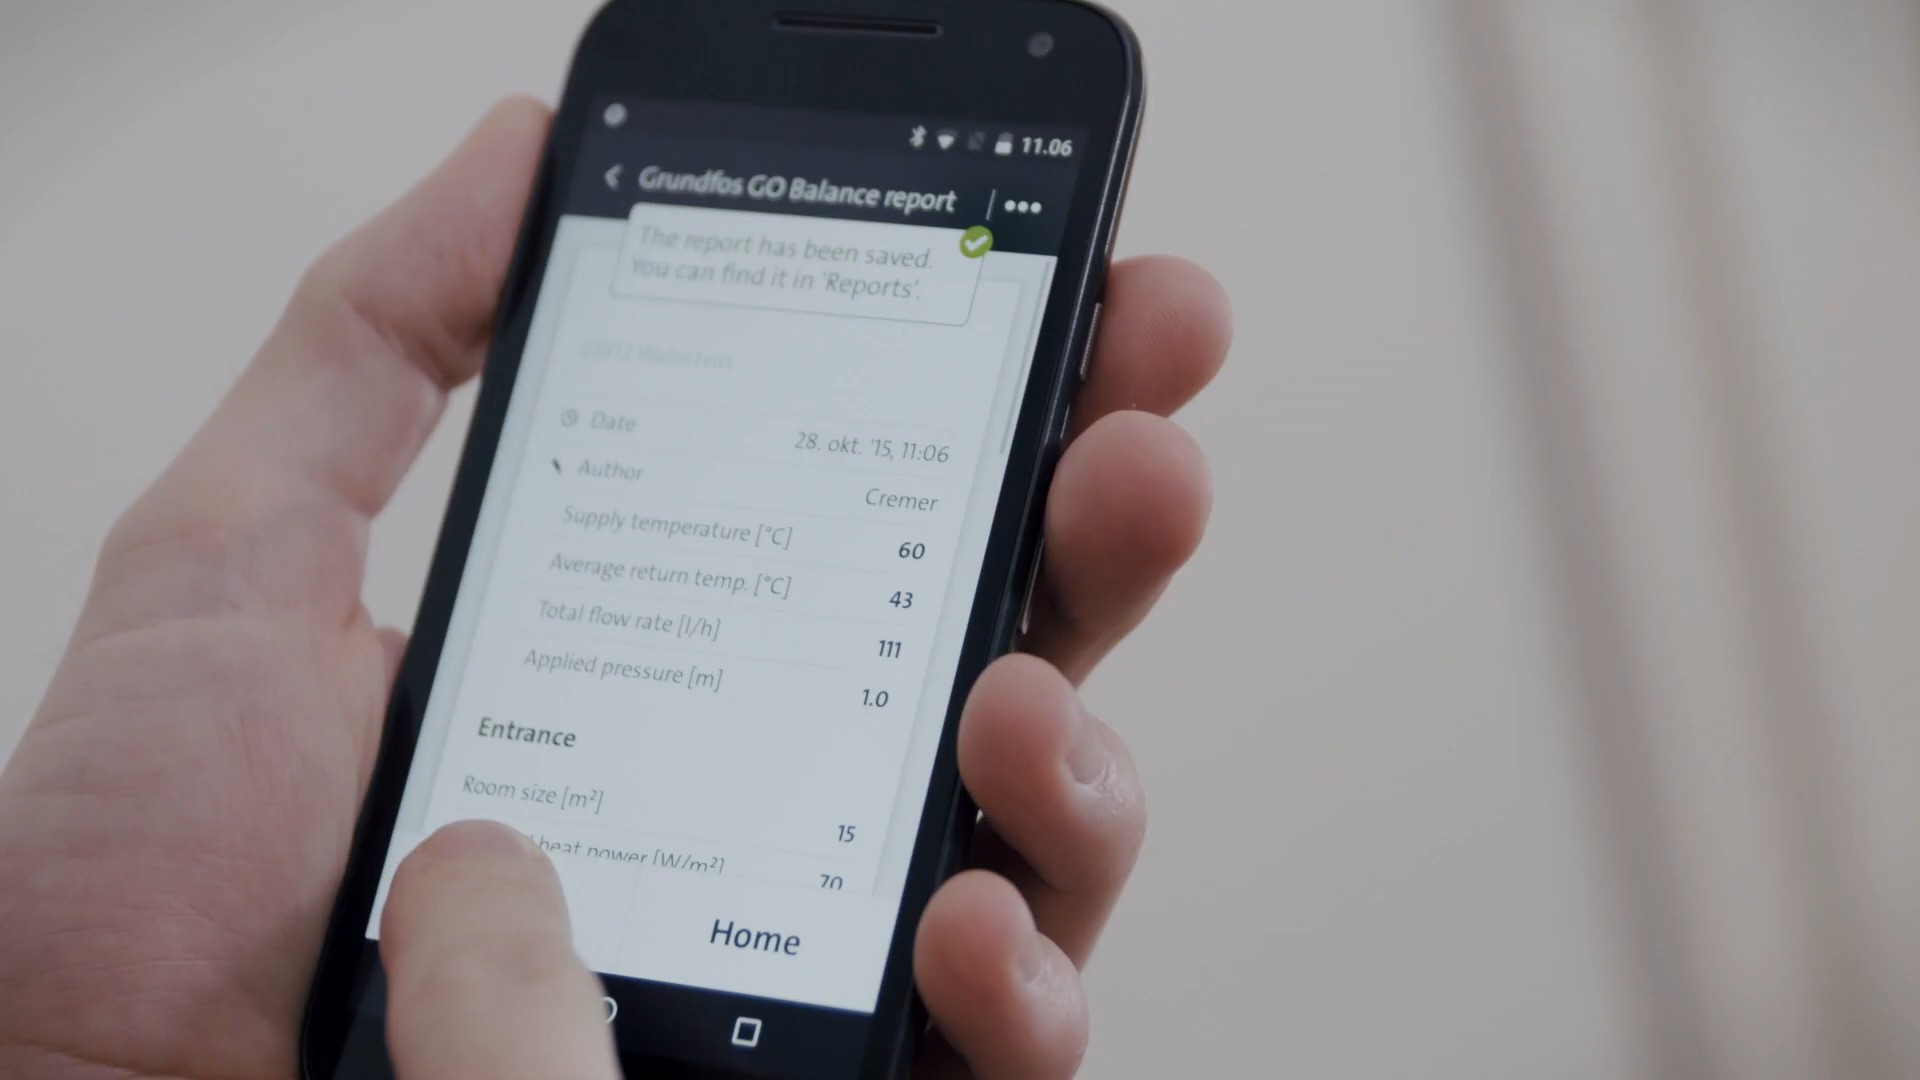 11.06
Grundfos GO Balance report
The report has been saved.
You can find it in 'Reports'.
Date 28. okt. '15, 11:06
Author Cremer
Supply temperature [°C] 60
Average return temp. [°C] 43
Total flow rate [l/h] 111
Applied pressure [m] 1.0
Entrance
Room size [m²] 15
heat power [W/m²] 70
Home